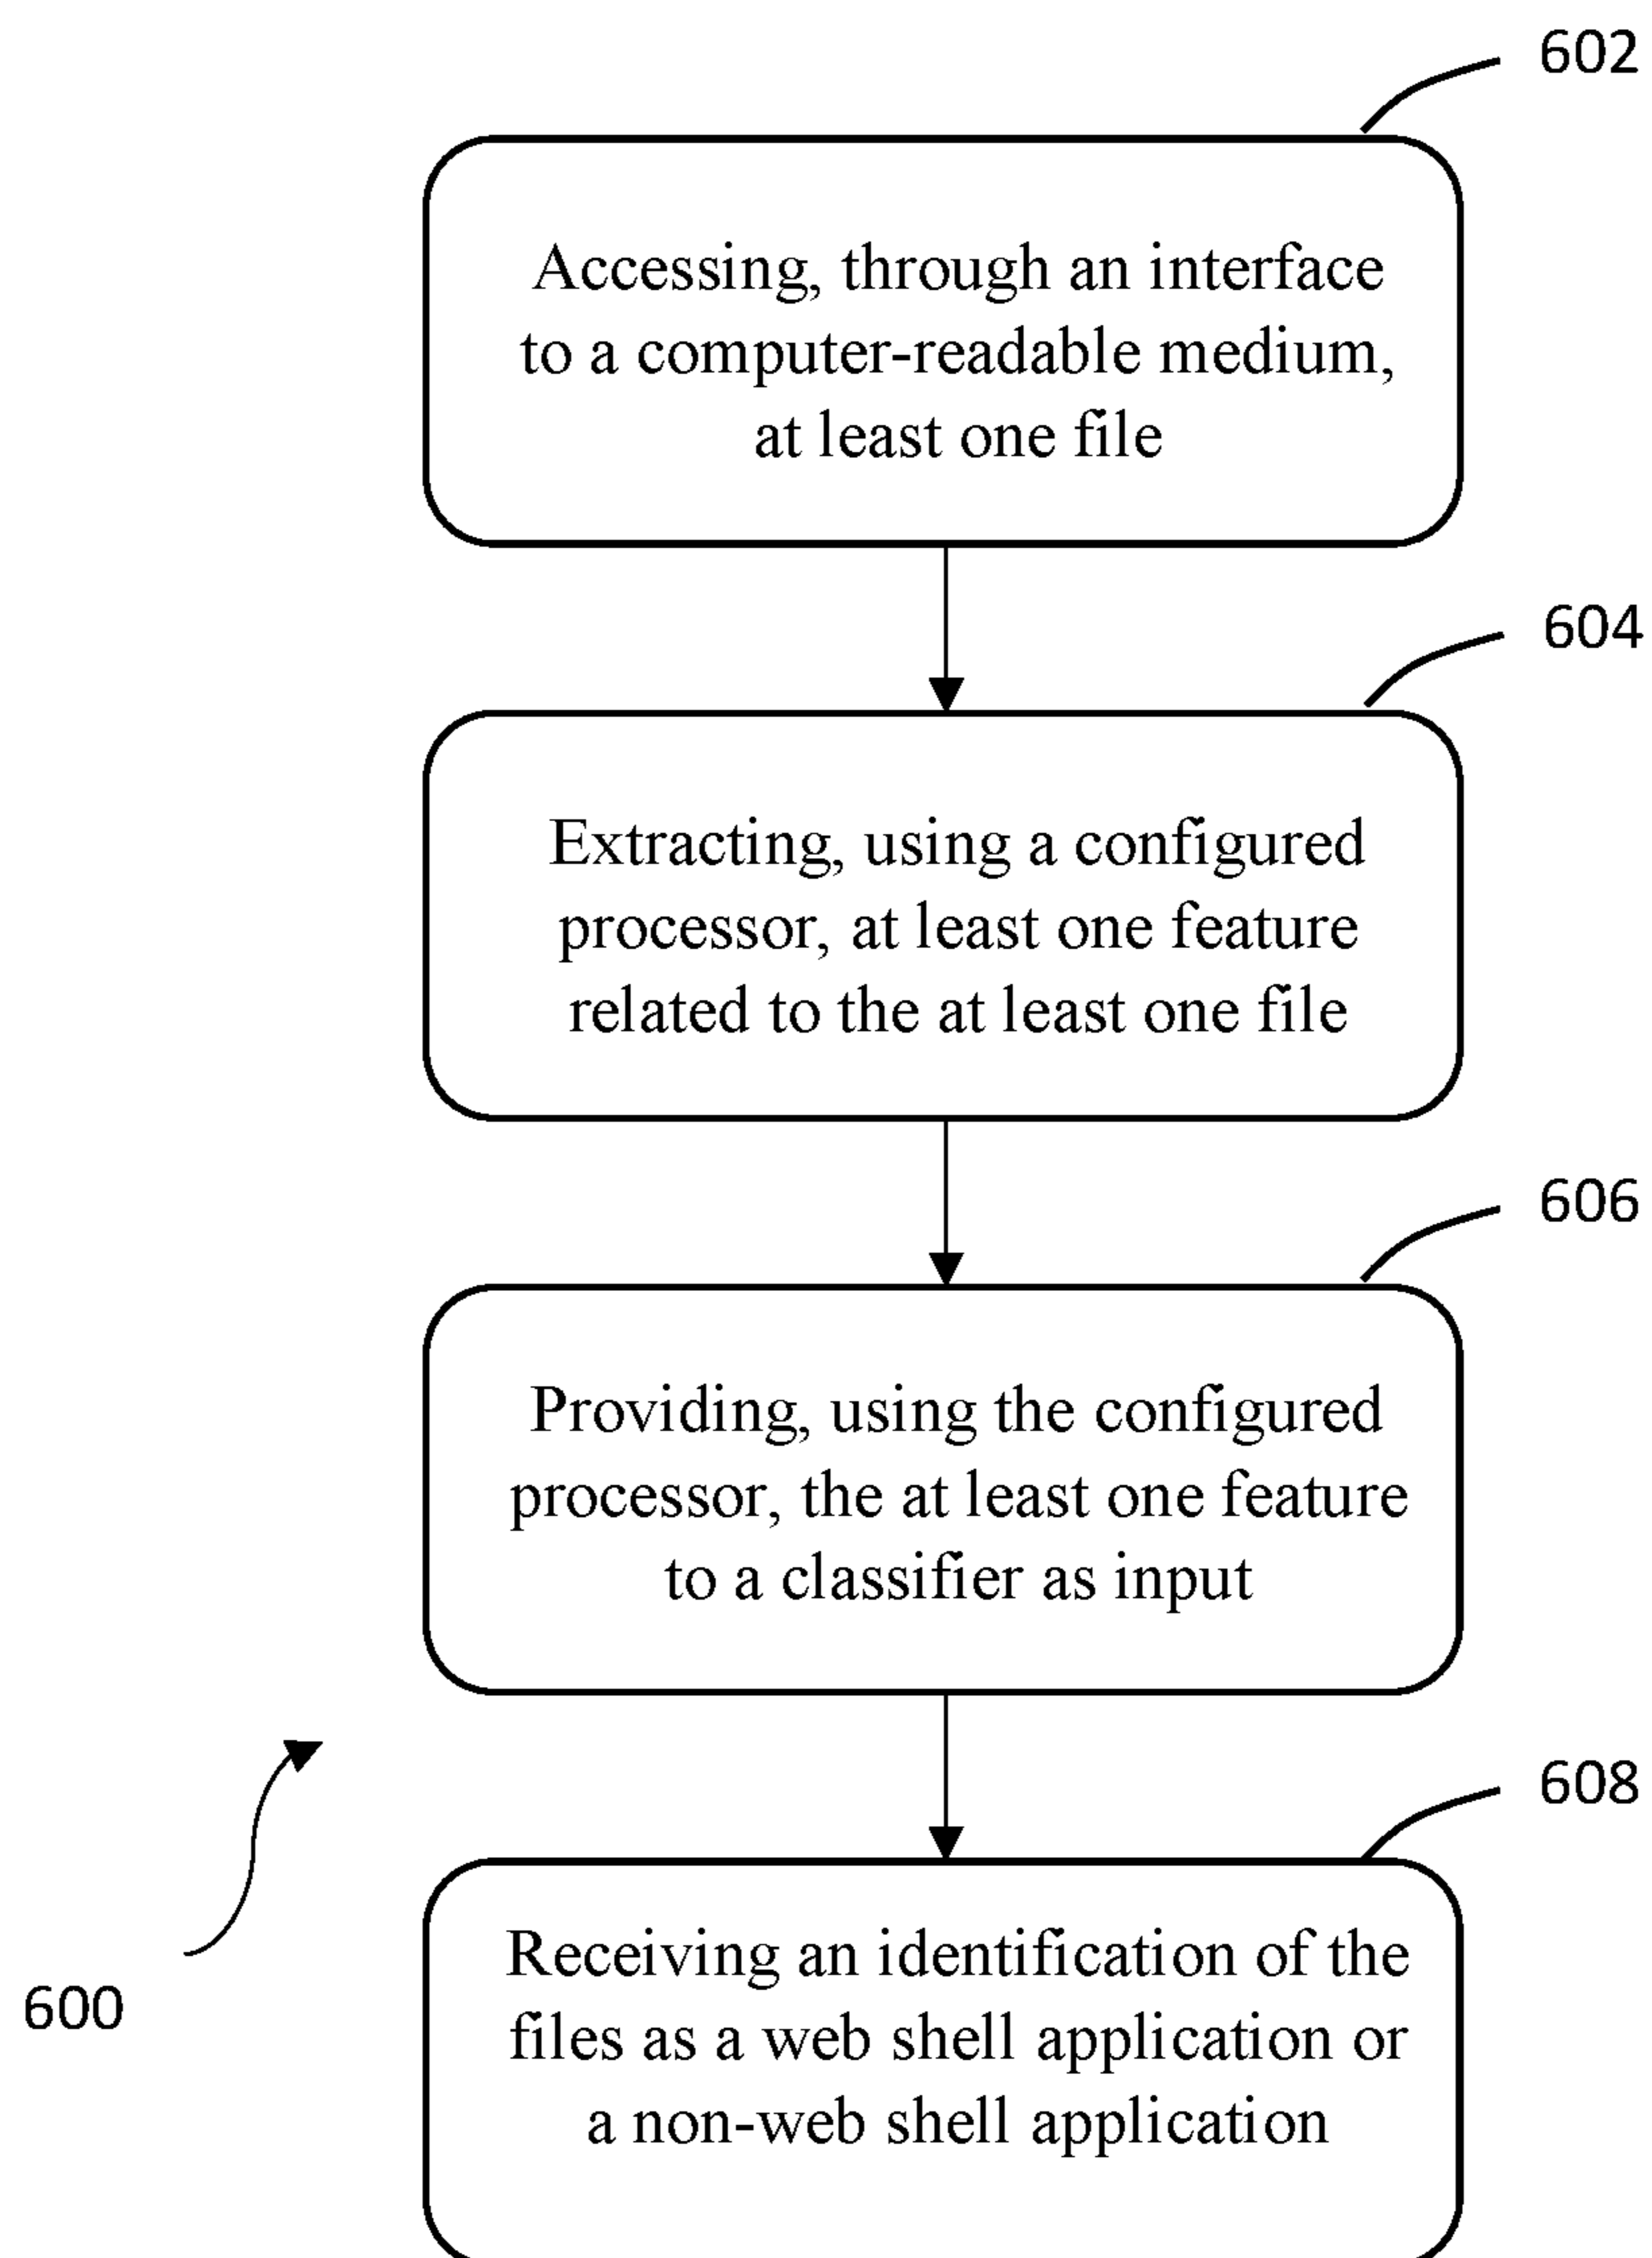 602
Accessing, through an interface
to a computer-readable medium,
at least one file
604
Extracting, using a configured
processor, at least one feature
related to the at least one file
606
Providing, using the configured
processor, the at least one feature
to a classifier as input
608
Receiving an identification of the
files as a web shell application or
a non-web shell application
600